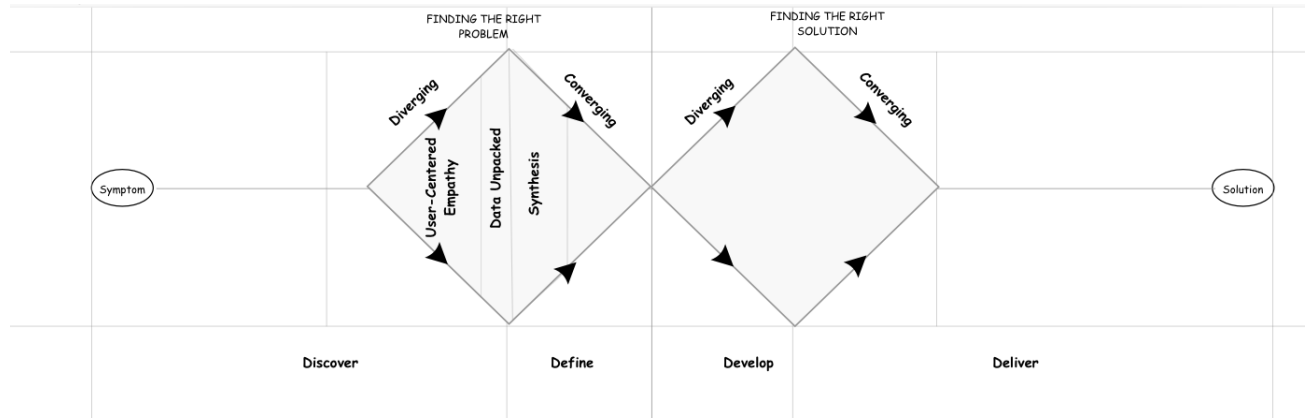 FINDING THE RIGHT
PROBLEM
FINDING THE RIGHT
SOLUTION
Diverging
Converging
Diverging
Converging
User-Centered
Empathy
Data Unpacked
Synthesis
Symptom
Solution
Discover
Define
Develop
Deliver